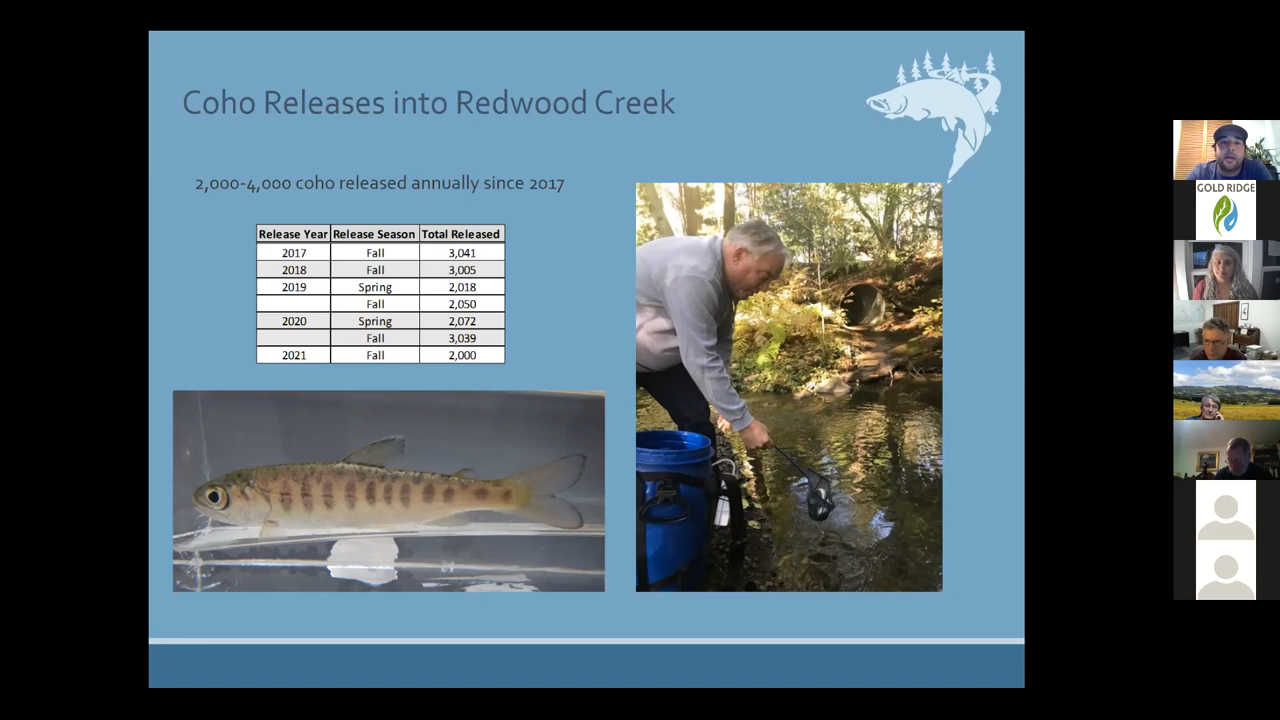 Coho Releases into Redwood Creek
2,000-4,000 coho released annually since 2017
Release Year Release Season Total Released
2017 Fall 3,041
2018 Fall 3,005
2019 Spring 2,018
Fall 2,050
2020 Spring 2,072
Fall 3,039
2021 Fall 2,000
GOLD RIDGE